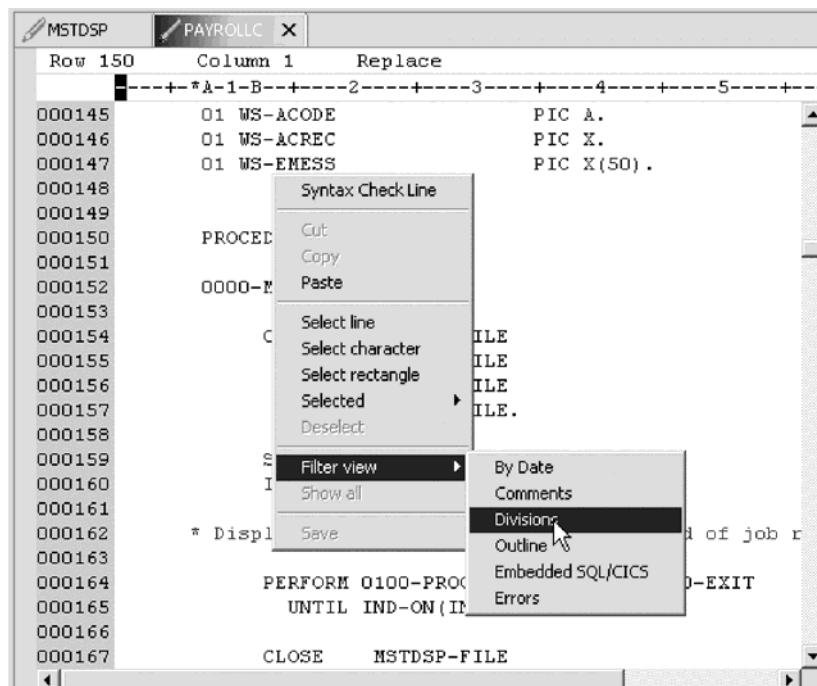 MSTDSP PAYROLLC
Row 150 Column 1 Replace
----+-*A-1-B--+----2----+----3----+----4----+----5----+--
000145 01 WS-ACODE PIC A.
000146 01 WS-ACREC PIC X.
000147 01 WS-EMESS PIC X(50).
000148
000149
000150 PROCED
000151
000152 0000-M
000153
000154 C ILE
000155 ILE
000156 ILE
000157 ILE.
000158
000159 S
000160 I
000161
000162 * Displ d of job r
000163
000164 PERFORM 0100-PROC 0-EXIT
000165 UNTIL IND-ON(IN
000166
000167 CLOSE MSTDSP-FILE
Syntax Check Line
Cut
Copy
Paste
Select line
Select character
Select rectangle
Selected
Deselect
Filter view
Show all
Save
By Date
Comments
Divisions
Outline
Embedded SQL/CICS
Errors